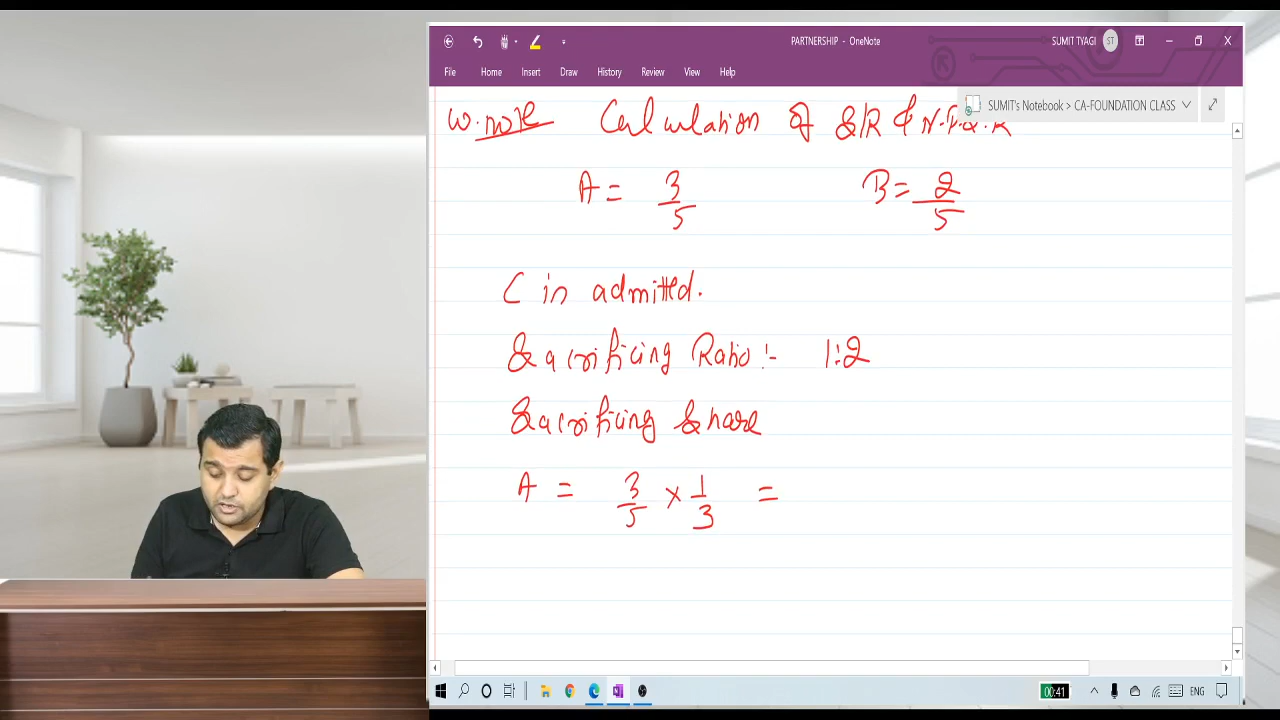 PARTNERSHIP - OneNote
SUMIT TYAGI ST
File Home Insert Draw History Review View Help
SUMIT's Notebook > CA-FOUNDATION CLASS
W.note Calculation of S/R & N.P.S.R
A = 3/5 B = 2/5
C is admitted.
Sacrificing Ratio :- 1:2
Sacrificing Share
A = 3/5 × 1/3 =
00:41 ENG